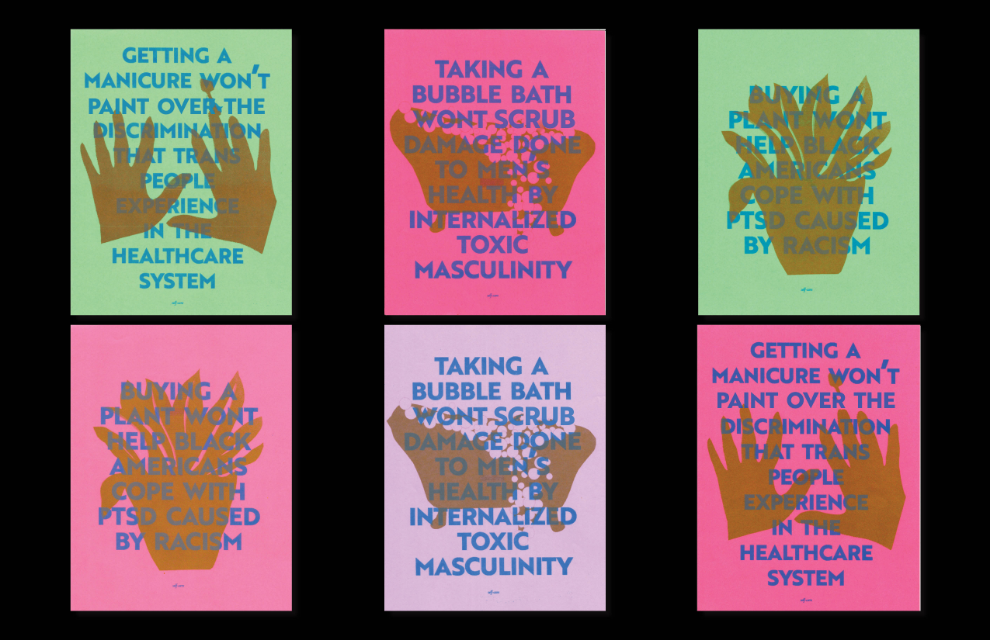 GETTING A
MANICURE WON'T
PAINT OVER THE
DISCRIMINATION
THAT TRANS
PEOPLE
EXPERIENCE
IN THE
HEALTHCARE
SYSTEM
TAKING A
BUBBLE BATH
WONT SCRUB
DAMAGE DONE
TO MEN'S
HEALTH BY
INTERNALIZED
TOXIC
MASCULINITY
BUYING A
PLANT WONT
HELP BLACK
AMERICANS
COPE WITH
PTSD CAUSED
BY RACISM
BUYING A
PLANT WONT
HELP BLACK
AMERICANS
COPE WITH
PTSD CAUSED
BY RACISM
TAKING A
BUBBLE BATH
WONT SCRUB
DAMAGE DONE
TO MEN'S
HEALTH BY
INTERNALIZED
TOXIC
MASCULINITY
GETTING A
MANICURE WON'T
PAINT OVER THE
DISCRIMINATION
THAT TRANS
PEOPLE
EXPERIENCE
IN THE
HEALTHCARE
SYSTEM